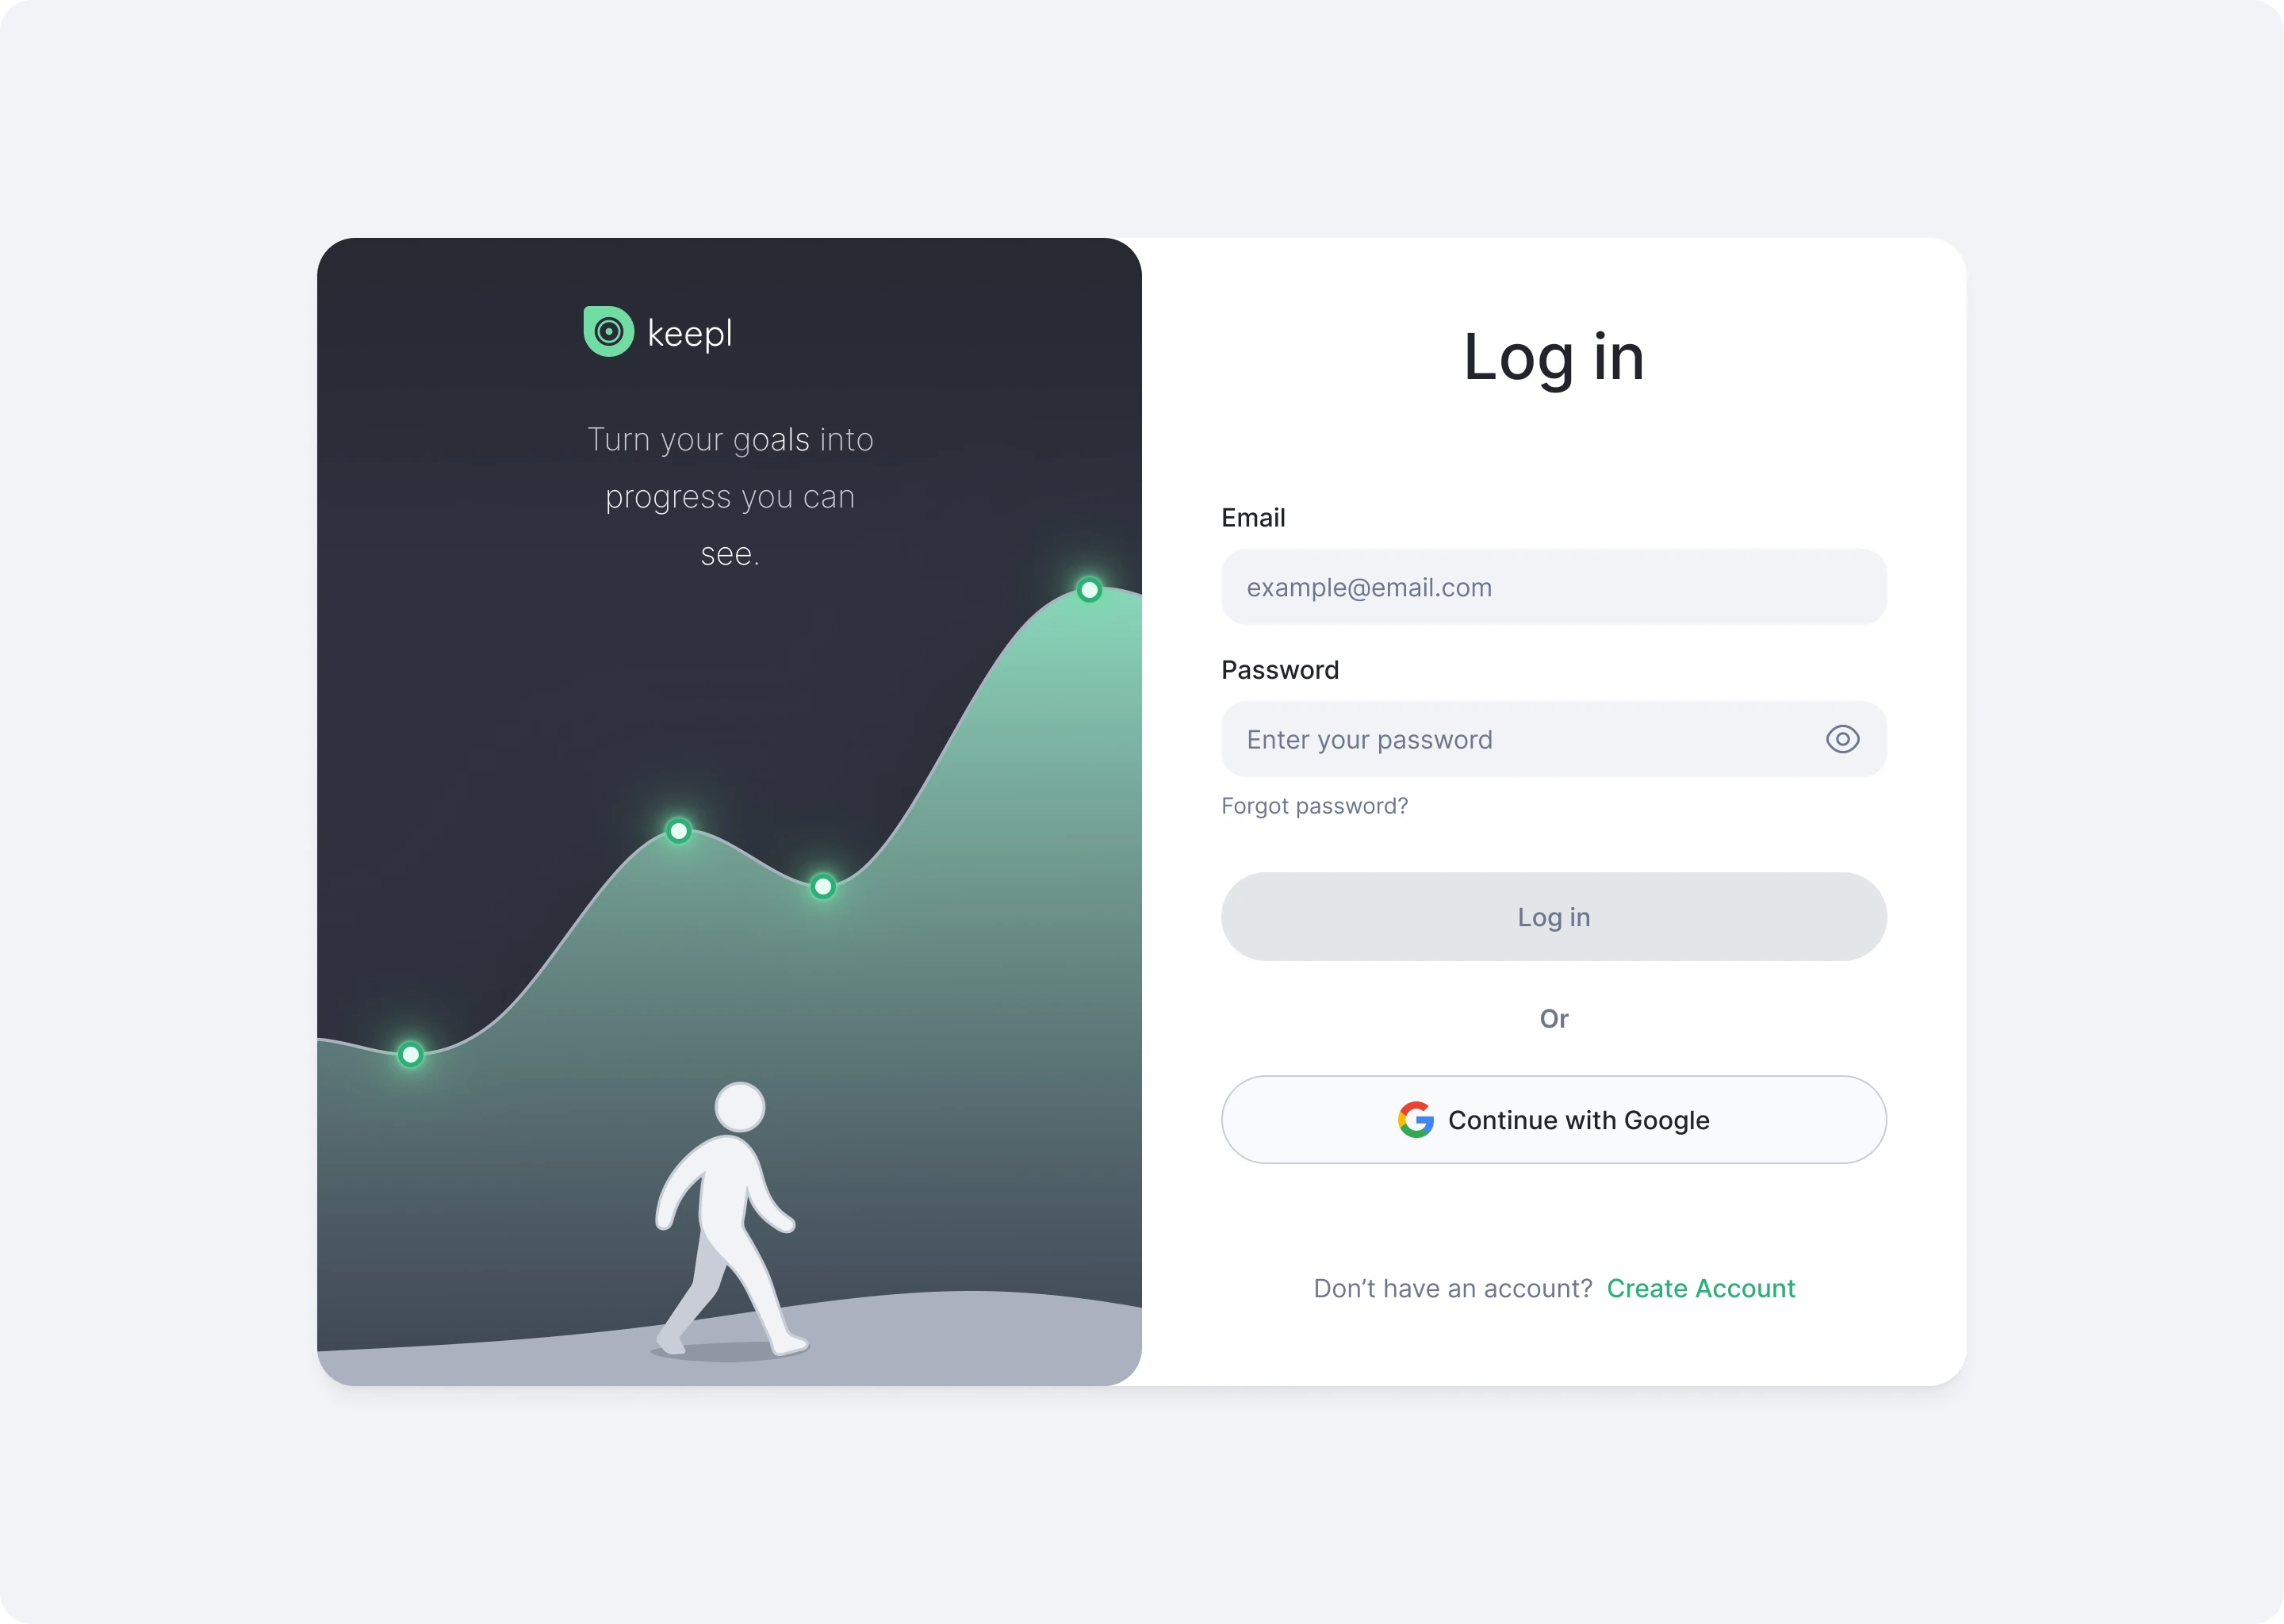 keepl
Turn your goals into
progress you can
see.
Log in
Email
example@email.com
Password
Enter your password
Forgot password?
Log in
Or
Continue with Google
Don’t have an account? Create Account